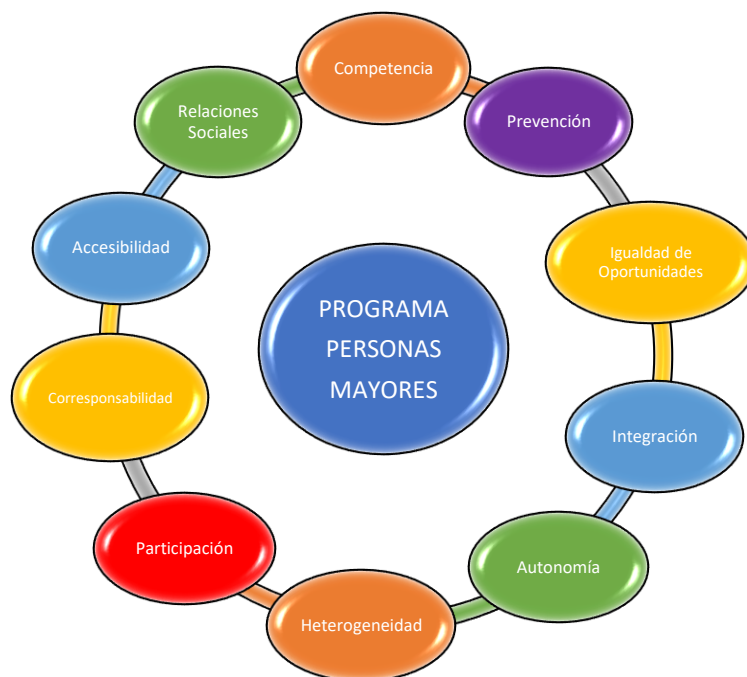 Competencia
Prevención
Igualdad de
Oportunidades
Integración
Autonomía
Heterogeneidad
Participación
Corresponsabilidad
Accesibilidad
Relaciones
Sociales
PROGRAMA
PERSONAS
MAYORES